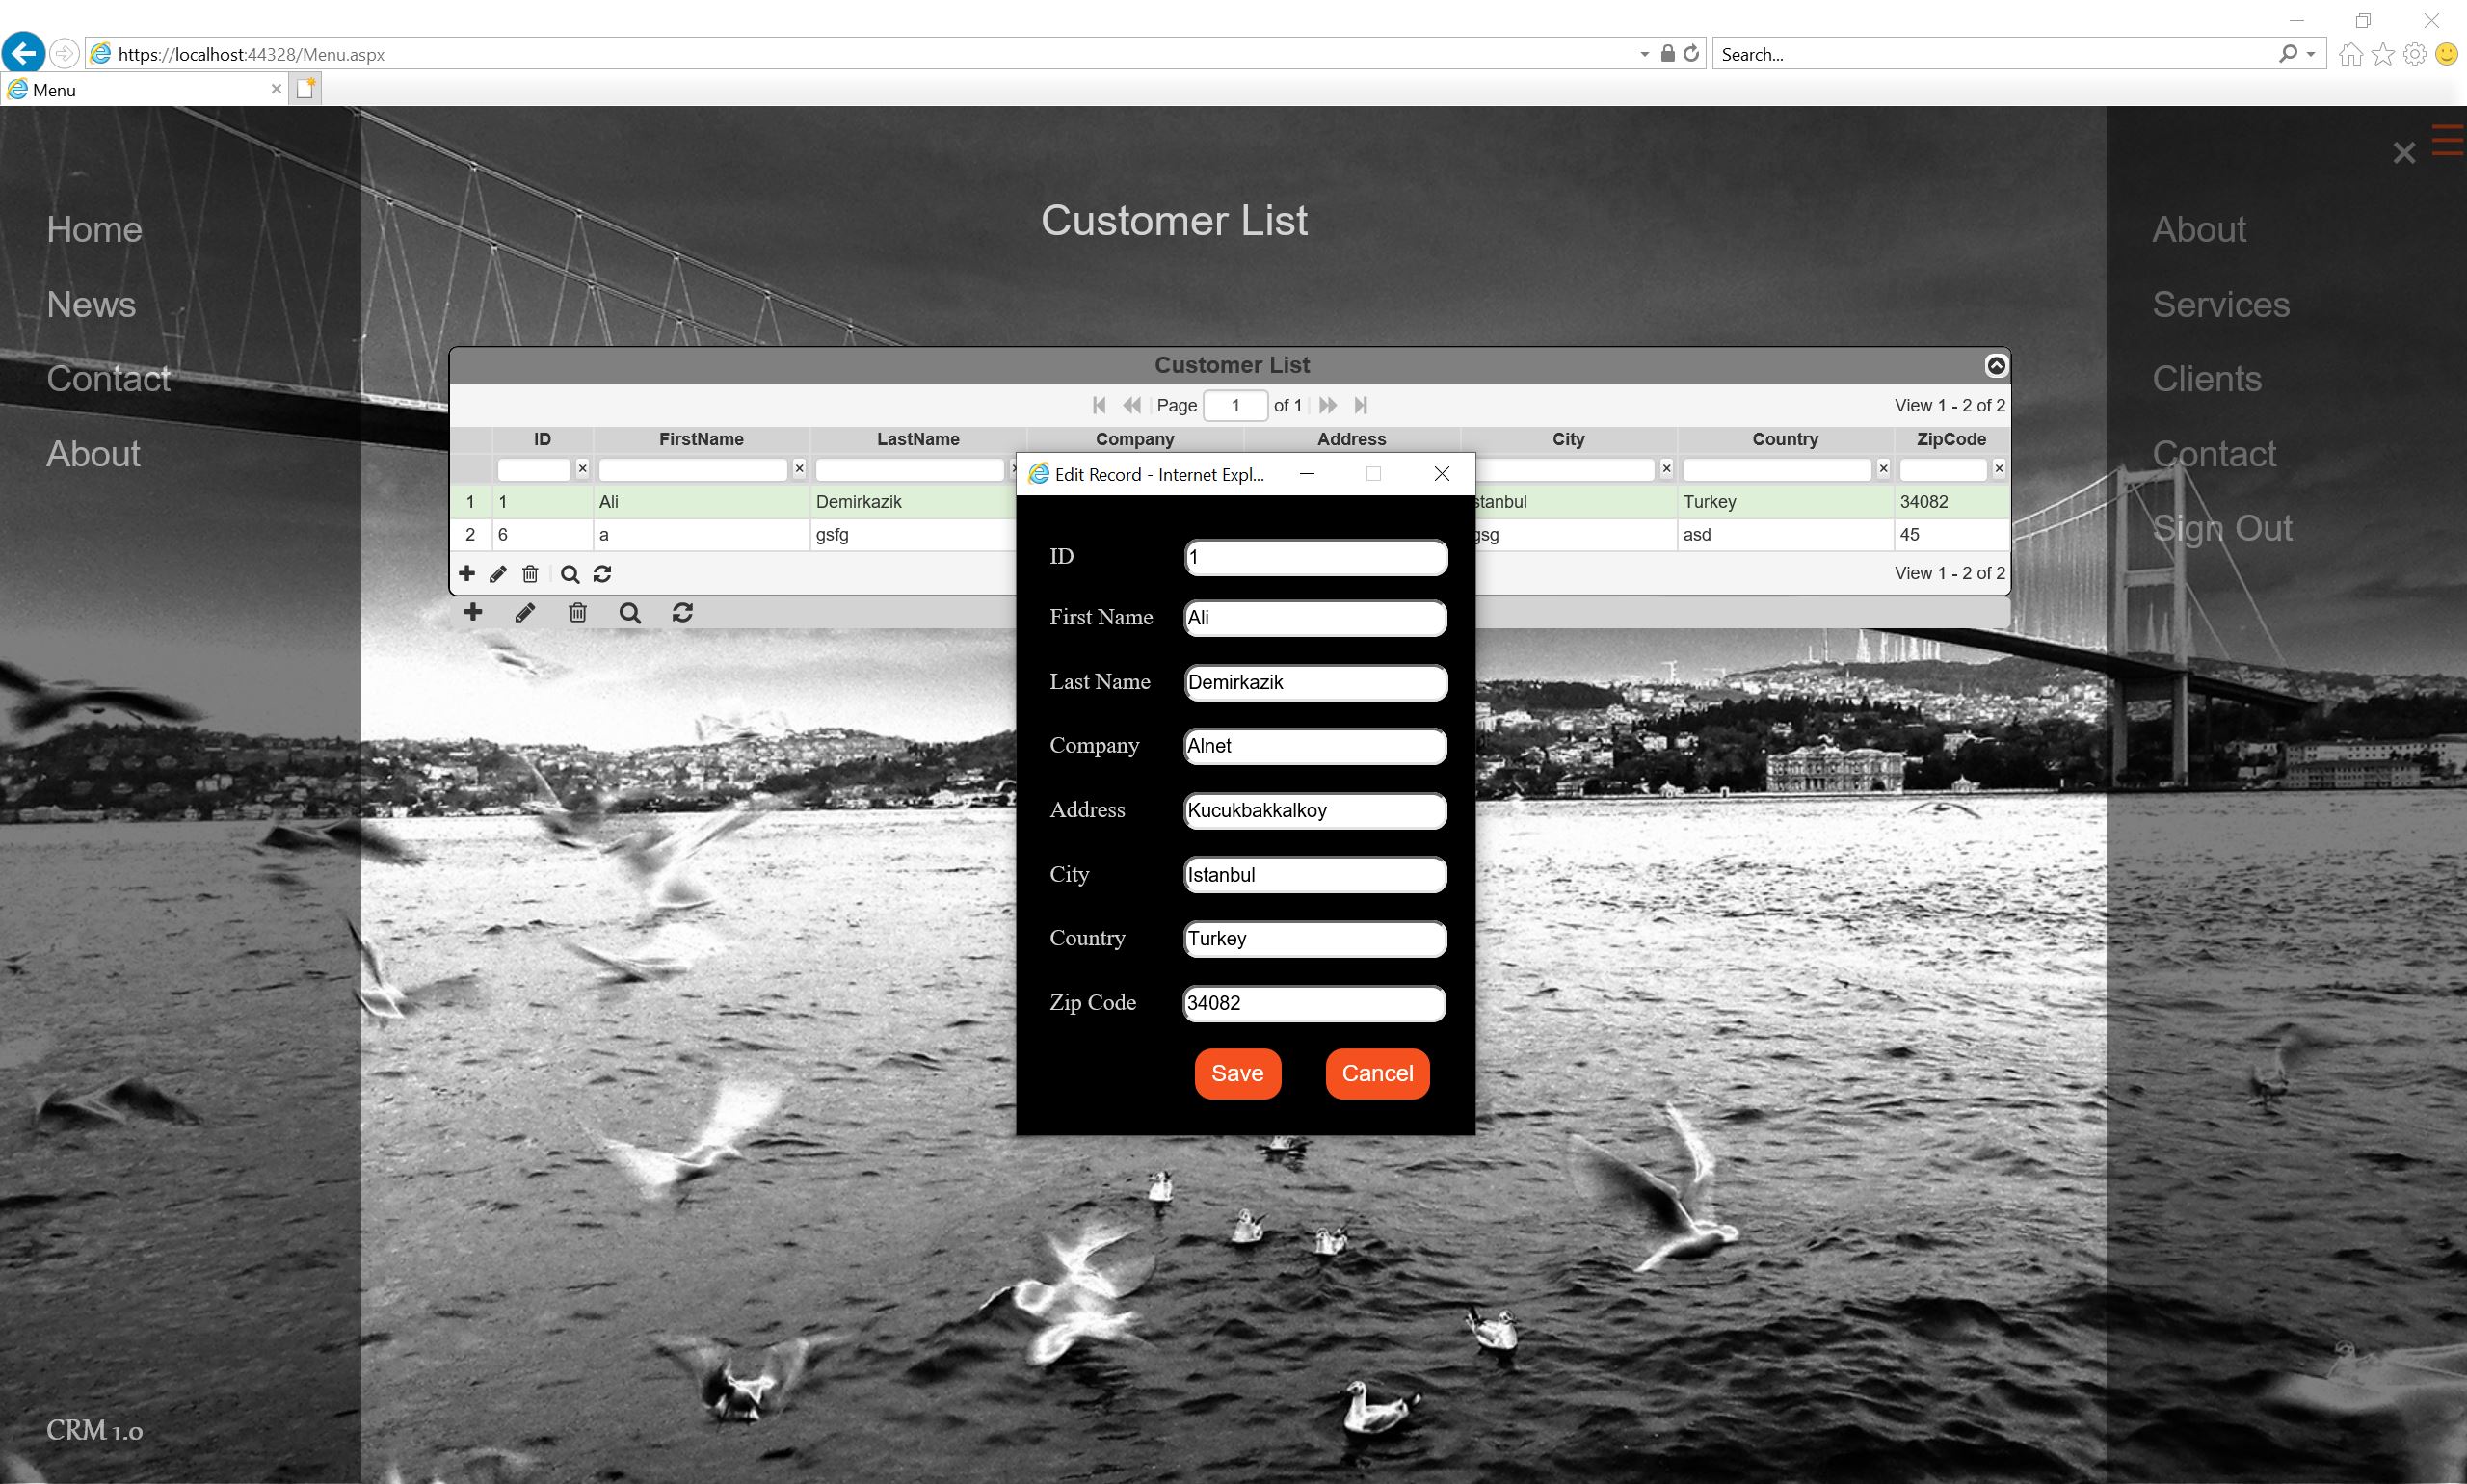 https://localhost:44328/Menu.aspx
Search...
Menu
Home
News
Contact
About
CRM 1.0
Customer List
About
Services
Clients
Contact
Sign Out
Customer List
Page 1 of 1
View 1 - 2 of 2
ID FirstName LastName Company Address City Country ZipCode
1 1 Ali Demirkazik stanbul Turkey 34082
2 6 a gsfg gsg asd 45
View 1 - 2 of 2
Edit Record - Internet Expl...
ID 1
First Name Ali
Last Name Demirkazik
Company Alnet
Address Kucukbakkalkoy
City Istanbul
Country Turkey
Zip Code 34082
Save Cancel